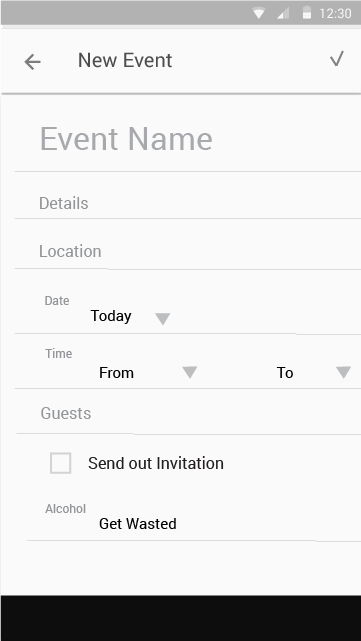 12:30
New Event
Event Name
Details
Location
Date
Today
Time
From To
Guests
Send out Invitation
Alcohol
Get Wasted